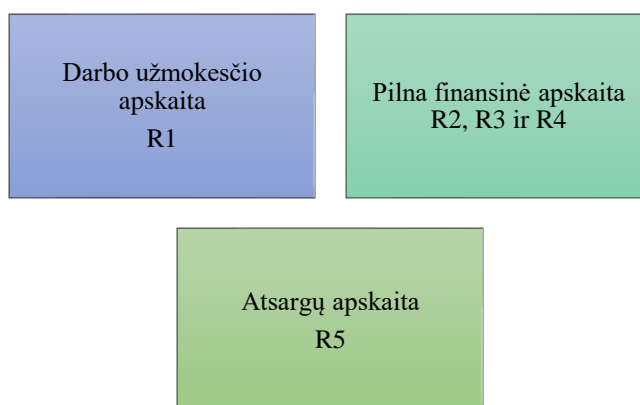 Darbo užmokesčio
apskaita
R1
Pilna finansinė apskaita
R2, R3 ir R4
Atsargų apskaita
R5